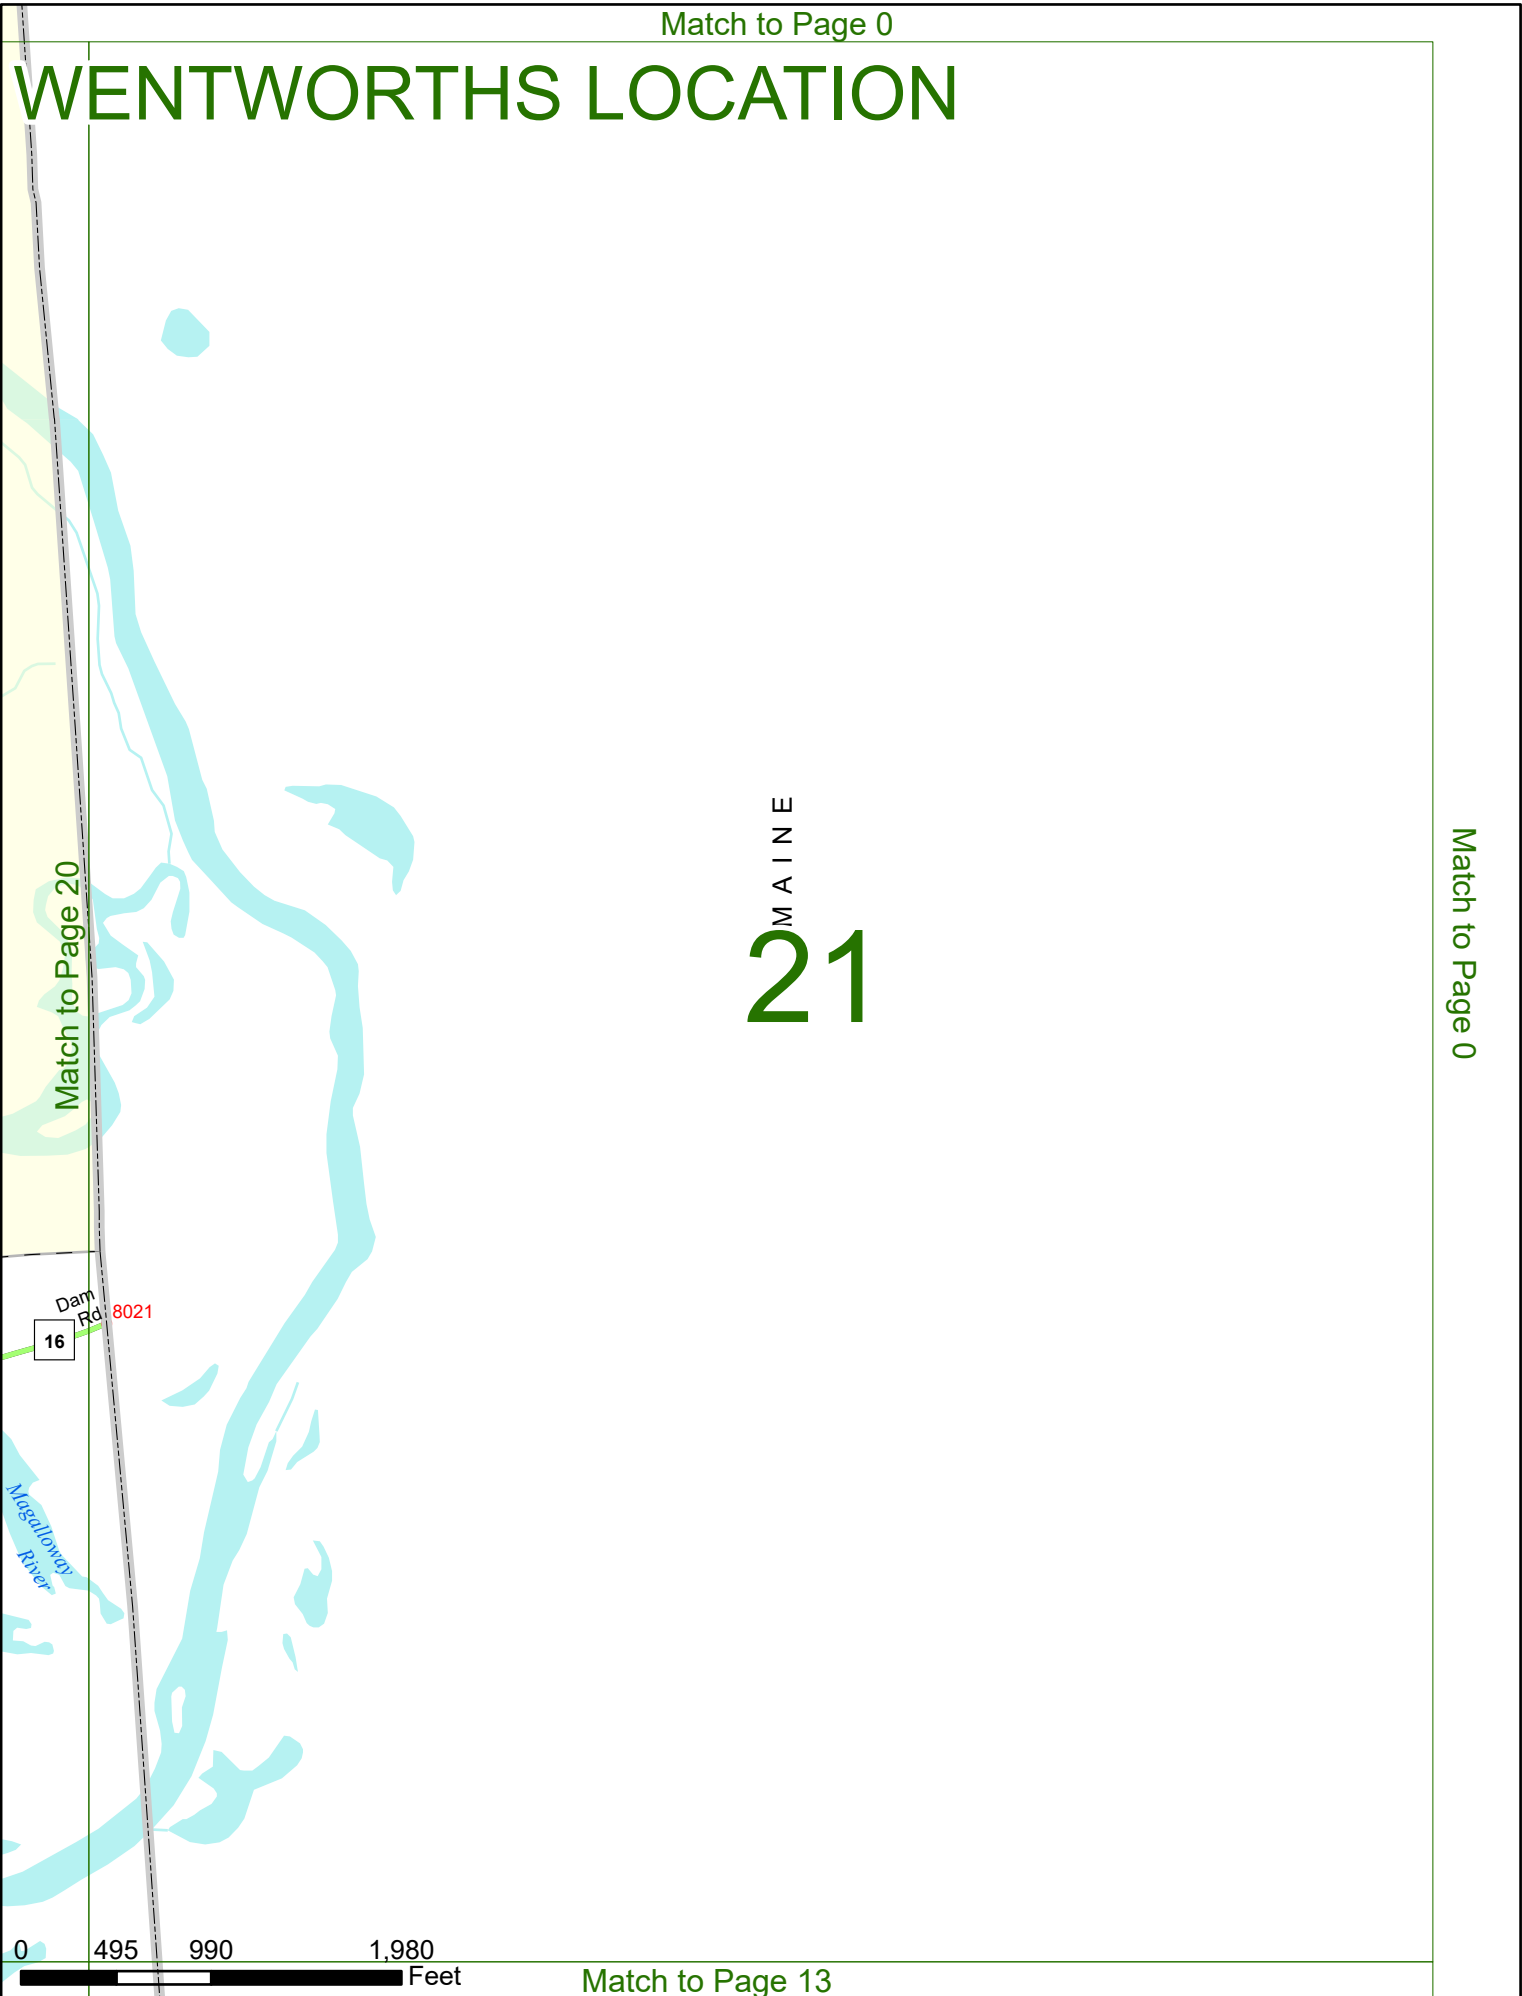 Match to Page 0
WENTWORTHS LOCATION
MAINE
21
Match to Page 20
Match to Page 0
Dam
Rd
8021
16
Magalloway
River
0 495 990 1,980
Feet
Match to Page 13